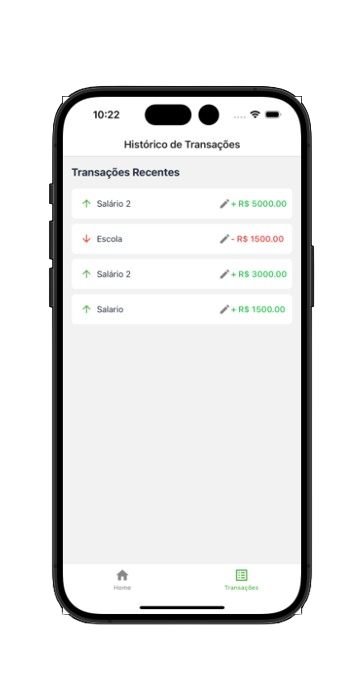 10:22
Histórico de Transações
Transações Recentes
Salário 2 + R$ 5000.00
Escola - R$ 1500.00
Salário 2 + R$ 3000.00
Salario + R$ 1500.00
Home Transações